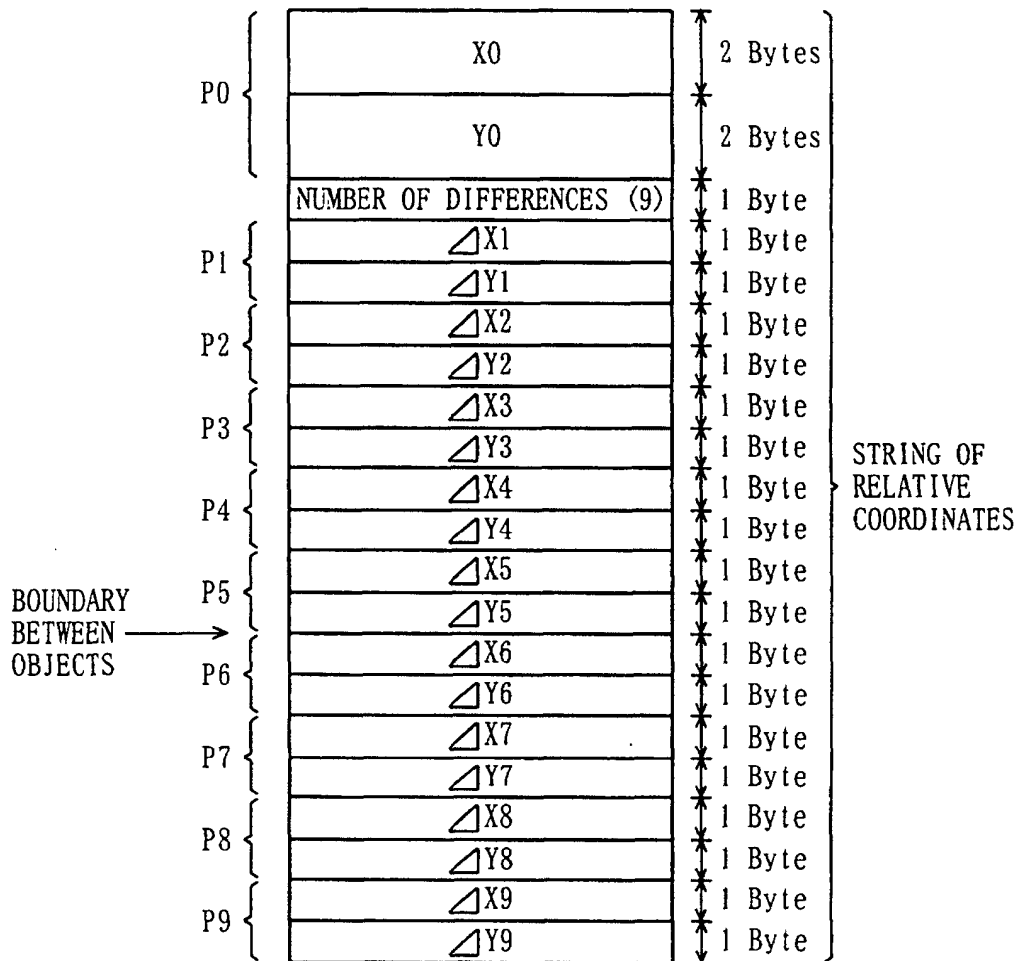 P0
X0
2 Bytes
Y0
2 Bytes
NUMBER OF DIFFERENCES (9)
1 Byte
P1
⊿X1
1 Byte
⊿Y1
1 Byte
P2
⊿X2
1 Byte
⊿Y2
1 Byte
P3
⊿X3
1 Byte
⊿Y3
1 Byte
P4
⊿X4
1 Byte
⊿Y4
1 Byte
STRING OF
RELATIVE
COORDINATES
P5
⊿X5
1 Byte
⊿Y5
1 Byte
BOUNDARY
BETWEEN
OBJECTS
P6
⊿X6
1 Byte
⊿Y6
1 Byte
P7
⊿X7
1 Byte
⊿Y7
1 Byte
P8
⊿X8
1 Byte
⊿Y8
1 Byte
P9
⊿X9
1 Byte
⊿Y9
1 Byte